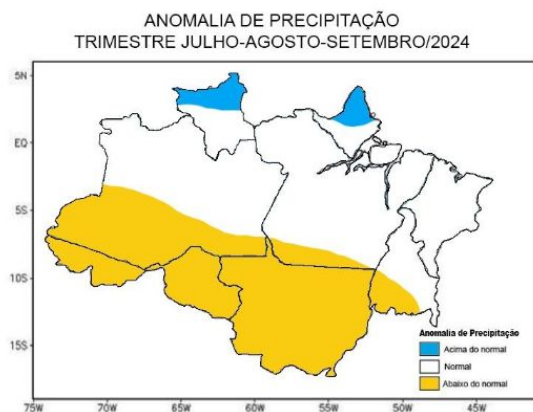 ANOMALIA DE PRECIPITAÇÃO
TRIMESTRE JULHO-AGOSTO-SETEMBRO/2024
5N
EQ
5S
10S
15S
75W
70W
65W
60W
55W
50W
45W
Anomalia de Precipitação
Acima do normal
Normal
Abaixo do normal